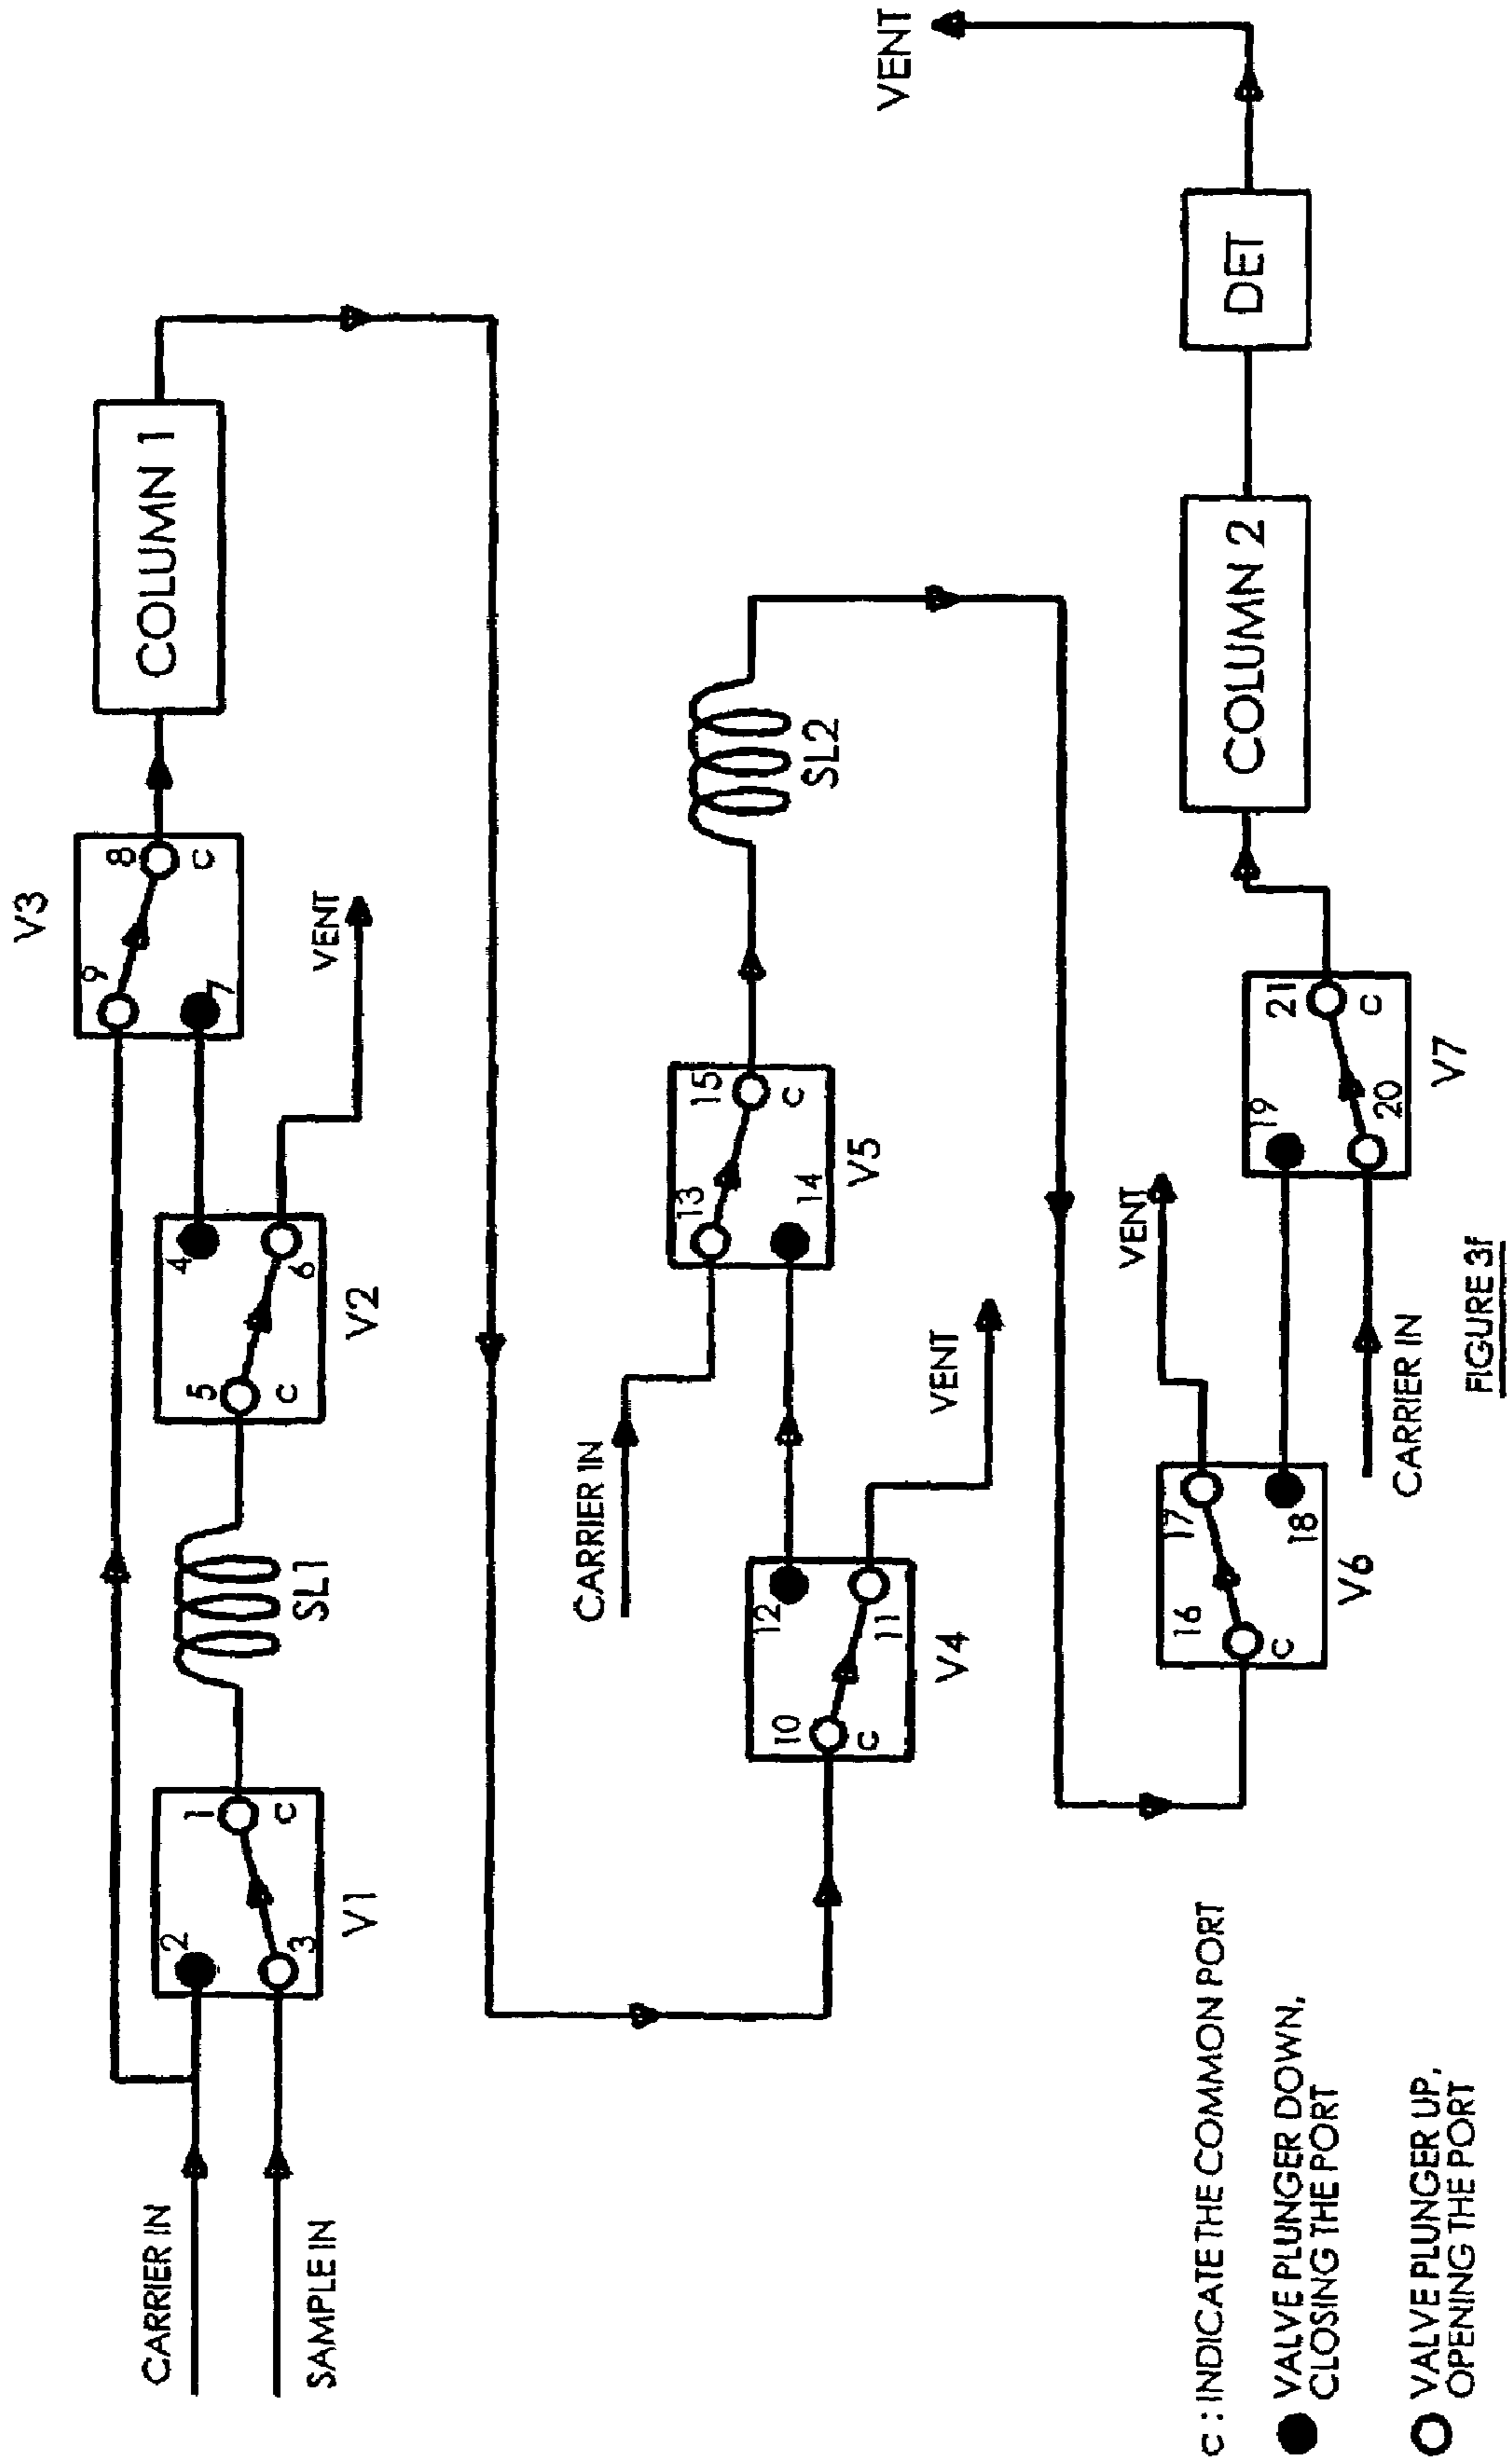 CARRIER IN
SAMPLE IN
2
3
1
c
V1
SL1
5
c
4
6
V2
VENT
9
7
8
c
V3
COLUMN 1
10
c
12
11
V4
VENT
CARRIER IN
13
14
15
c
V5
SL2
16
c
17
18
V6
VENT
CARRIER IN
19
20
21
c
V7
COLUMN 2
DET
VENT
c : INDICATE THE COMMON PORT
VALVE PLUNGER DOWN,
CLOSING THE PORT
VALVE PLUNGER UP,
OPENING THE PORT
FIGURE 3f